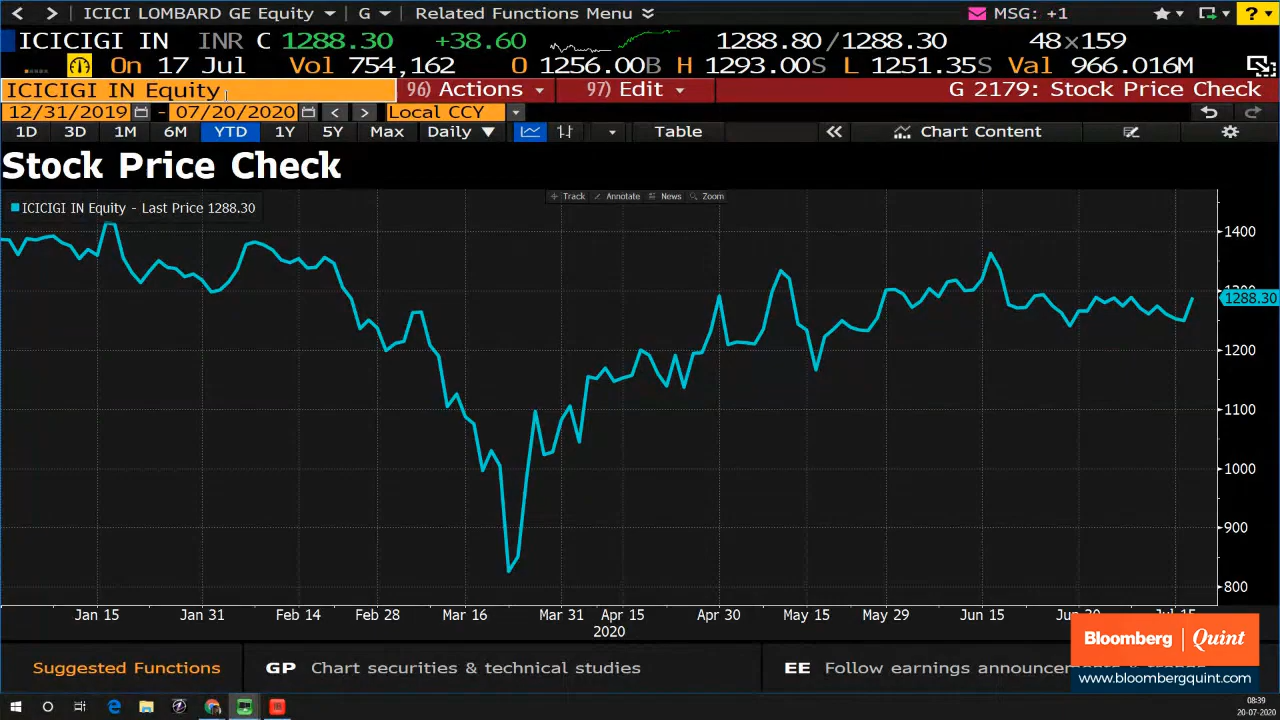 ICICI LOMBARD GE Equity G Related Functions Menu MSG: +1 ?
ICICIGI IN INR C 1288.30 +38.60 1288.80/1288.30 48×159
On 17 Jul Vol 754,162 O 1256.00B H 1293.00S L 1251.35S Val 966.016M
ICICIGI IN Equity 96) Actions 97) Edit G 2179: Stock Price Check
12/31/2019 - 07/20/2020 < > Local CCY
1D 3D 1M 6M YTD 1Y 5Y Max Daily Table Chart Content
Stock Price Check
Track Annotate News Zoom
ICICIGI IN Equity - Last Price 1288.30
1400
1288.30
1200
1100
1000
900
800
Jan 15 Jan 31 Feb 14 Feb 28 Mar 16 Mar 31 Apr 15 Apr 30 May 15 May 29 Jun 15
2020
Bloomberg | Quint
Suggested Functions GP Chart securities & technical studies EE Follow earnings
www.bloombergquint.com
08:39
20-07-2020